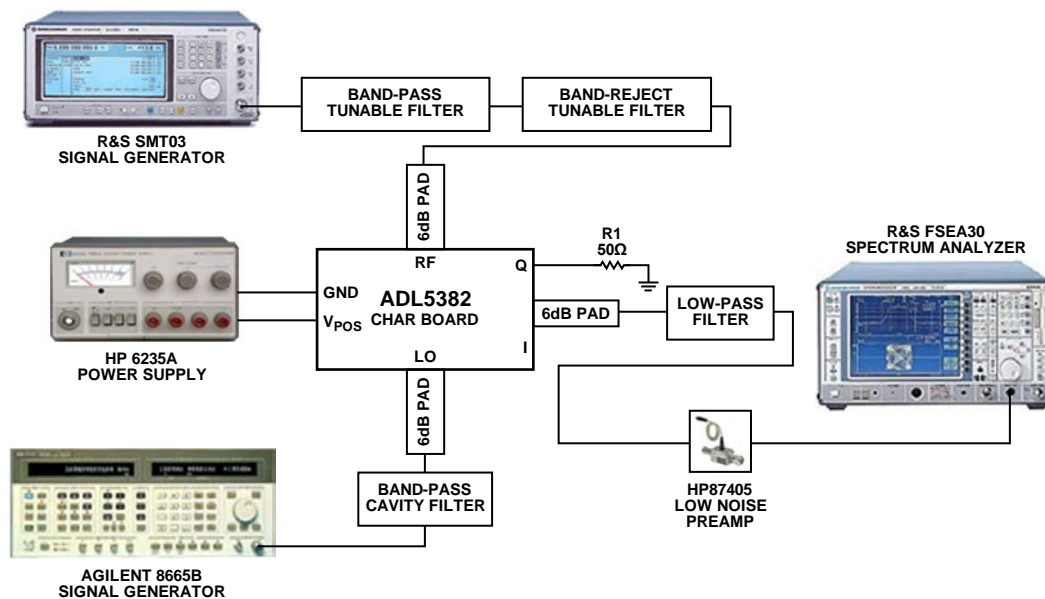 R&S SMT03
SIGNAL GENERATOR
BAND-PASS
TUNABLE FILTER
BAND-REJECT
TUNABLE FILTER
6dB PAD
HP 6235A
POWER SUPPLY
RF
GND
VPOS
ADL5382
CHAR BOARD
LO
Q
I
R1
50Ω
6dB PAD
LOW-PASS
FILTER
R&S FSEA30
SPECTRUM ANALYZER
6dB PAD
BAND-PASS
CAVITY FILTER
HP87405
LOW NOISE
PREAMP
AGILENT 8665B
SIGNAL GENERATOR